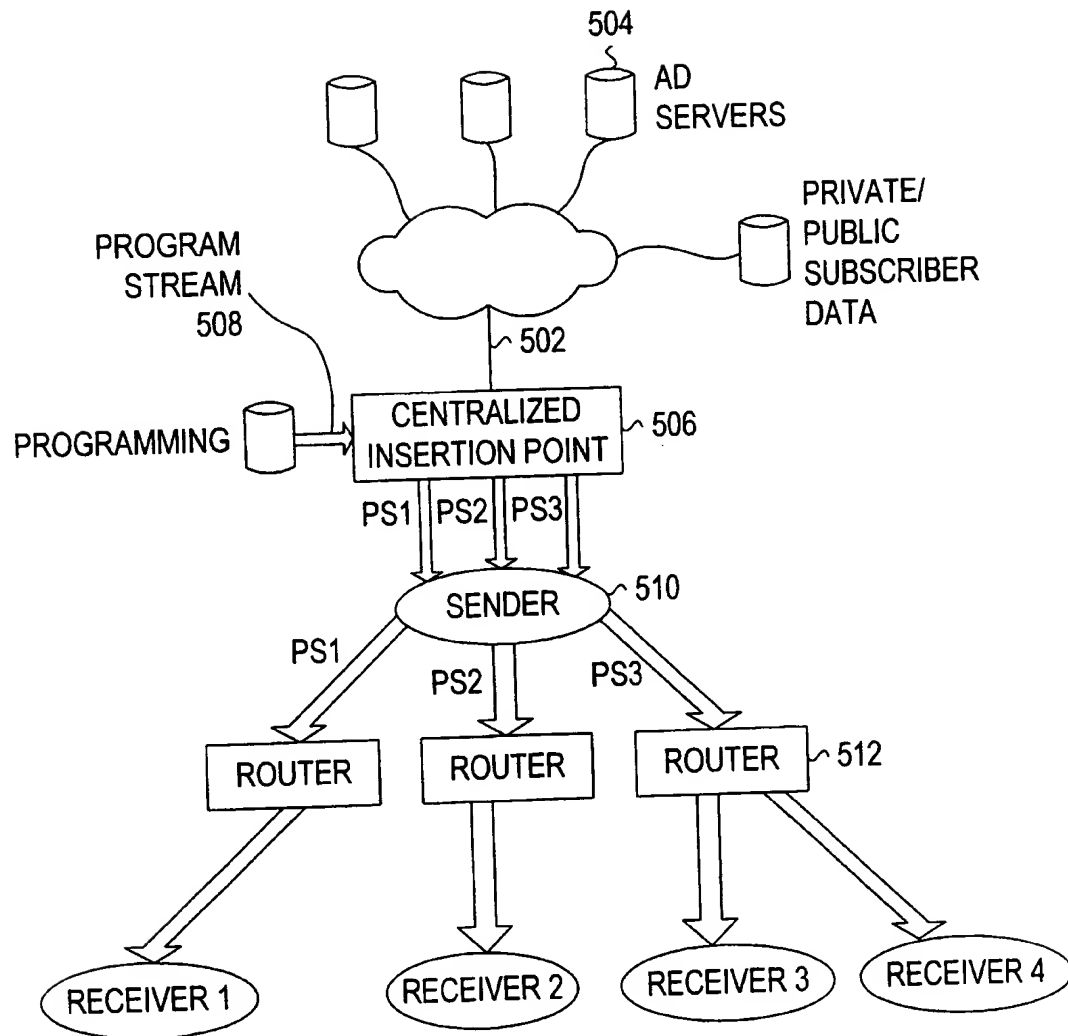 504
AD
SERVERS
PRIVATE/
PUBLIC
SUBSCRIBER
DATA
PROGRAM
STREAM
508
502
PROGRAMMING
CENTRALIZED
INSERTION POINT
506
PS1
PS2
PS3
SENDER
510
PS1
PS2
PS3
ROUTER
ROUTER
ROUTER
512
RECEIVER 1
RECEIVER 2
RECEIVER 3
RECEIVER 4